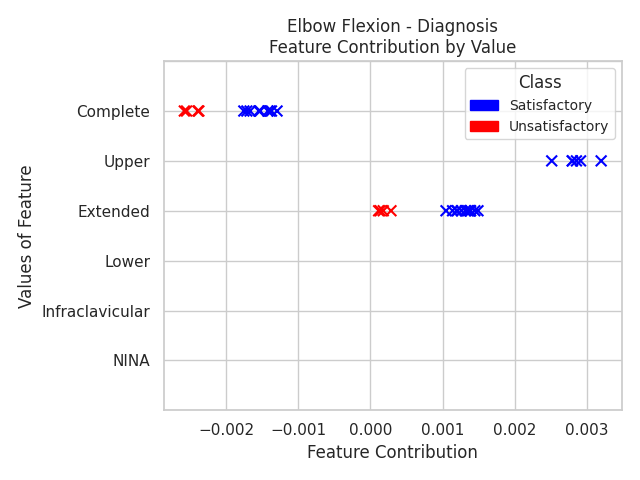 Elbow Flexion - Diagnosis
Feature Contribution by Value
Class
Satisfactory
Unsatisfactory
Values of Feature
Complete
Upper
Extended
Lower
Infraclavicular
NINA
−0.002 −0.001 0.000 0.001 0.002 0.003
Feature Contribution